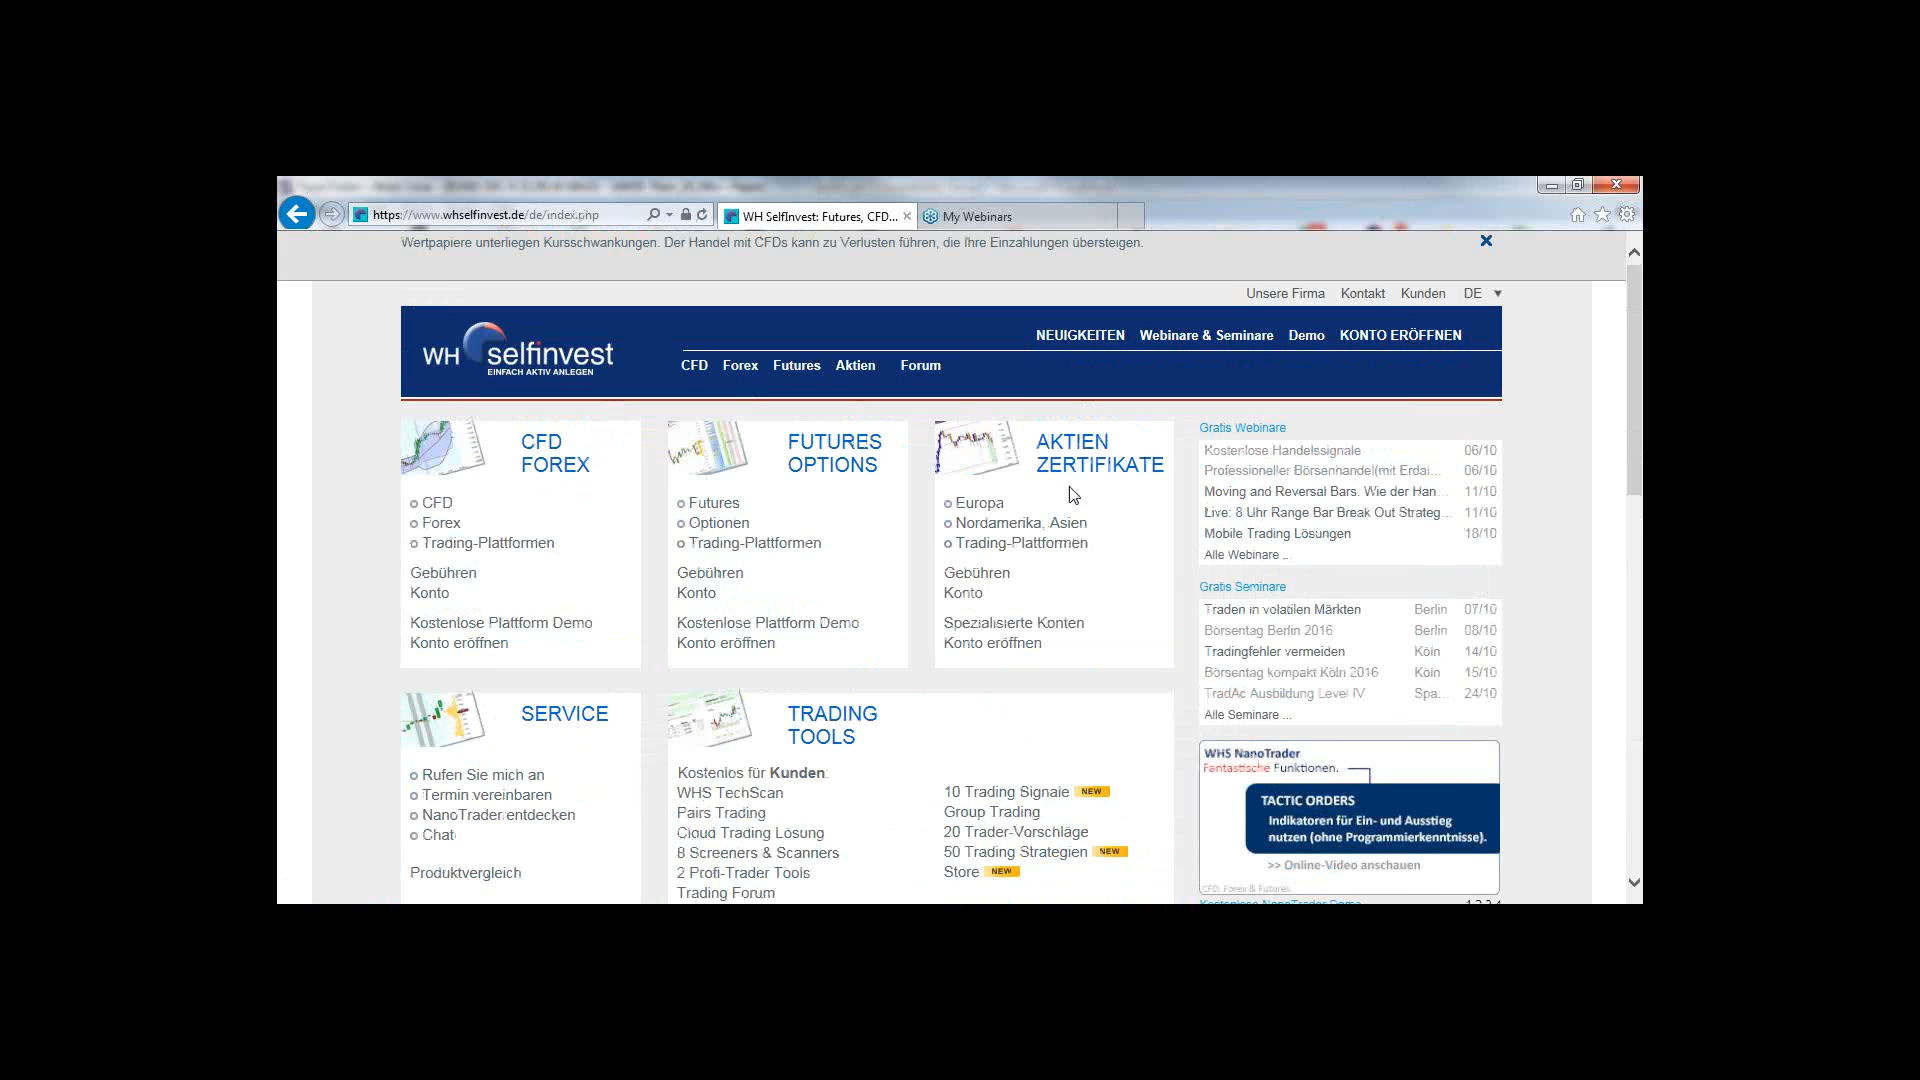 https://www.whselfinvest.de/de/index.php
WH SelfInvest: Futures, CFD...
My Webinars
Wertpapiere unterliegen Kursschwankungen. Der Handel mit CFDs kann zu Verlusten führen, die Ihre Einzahlungen übersteigen.
Unsere Firma Kontakt Kunden DE
NEUIGKEITEN Webinare & Seminare Demo KONTO ERÖFFNEN
WH selfinvest
EINFACH AKTIV ANLEGEN
CFD Forex Futures Aktien Forum
CFD
FOREX
CFD
Forex
Trading-Plattformen
Gebühren
Konto
Kostenlose Plattform Demo
Konto eröffnen
FUTURES
OPTIONS
Futures
Optionen
Trading-Plattformen
Gebühren
Konto
Kostenlose Plattform Demo
Konto eröffnen
AKTIEN
ZERTIFIKATE
Europa
Nordamerika, Asien
Trading-Plattformen
Gebühren
Konto
Spezialisierte Konten
Konto eröffnen
Gratis Webinare
Kostenlose Handelssignale 06/10
Professioneller Börsenhandel(mit Erdal... 06/10
Moving and Reversal Bars. Wie der Han... 11/10
Live: 8 Uhr Range Bar Break Out Strateg... 11/10
Mobile Trading Lösungen 18/10
Alle Webinare ...
Gratis Seminare
Traden in volatilen Märkten Berlin 07/10
Börsentag Berlin 2016 Berlin 08/10
Tradingfehler vermeiden Köln 14/10
Börsentag kompakt Köln 2016 Köln 15/10
TradAc Ausbildung Level IV Spa... 24/10
Alle Seminare ...
SERVICE
Rufen Sie mich an
Termin vereinbaren
NanoTrader entdecken
Chat
Produktvergleich
TRADING
TOOLS
Kostenlos für Kunden:
WHS TechScan
Pairs Trading
Cloud Trading Lösung
8 Screeners & Scanners
2 Profi-Trader Tools
Trading Forum
10 Trading Signale NEW
Group Trading
20 Trader-Vorschläge
50 Trading Strategien NEW
Store NEW
WHS NanoTrader
Fantastische Funktionen.
TACTIC ORDERS
Indikatoren für Ein- und Ausstieg
nutzen (ohne Programmierkenntnisse).
>> Online-Video anschauen
CFD, Forex & Futures
Kostenlose NanoTrader Demo 1 2 3 4